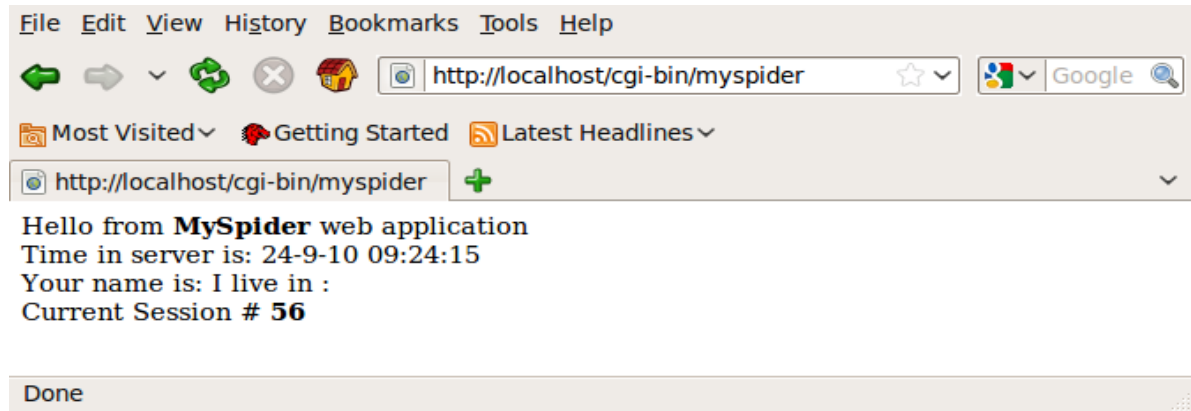 File Edit View History Bookmarks Tools Help
http://localhost/cgi-bin/myspider Google
Most Visited Getting Started Latest Headlines
http://localhost/cgi-bin/myspider
Hello from MySpider web application
Time in server is: 24-9-10 09:24:15
Your name is: I live in :
Current Session # 56
Done